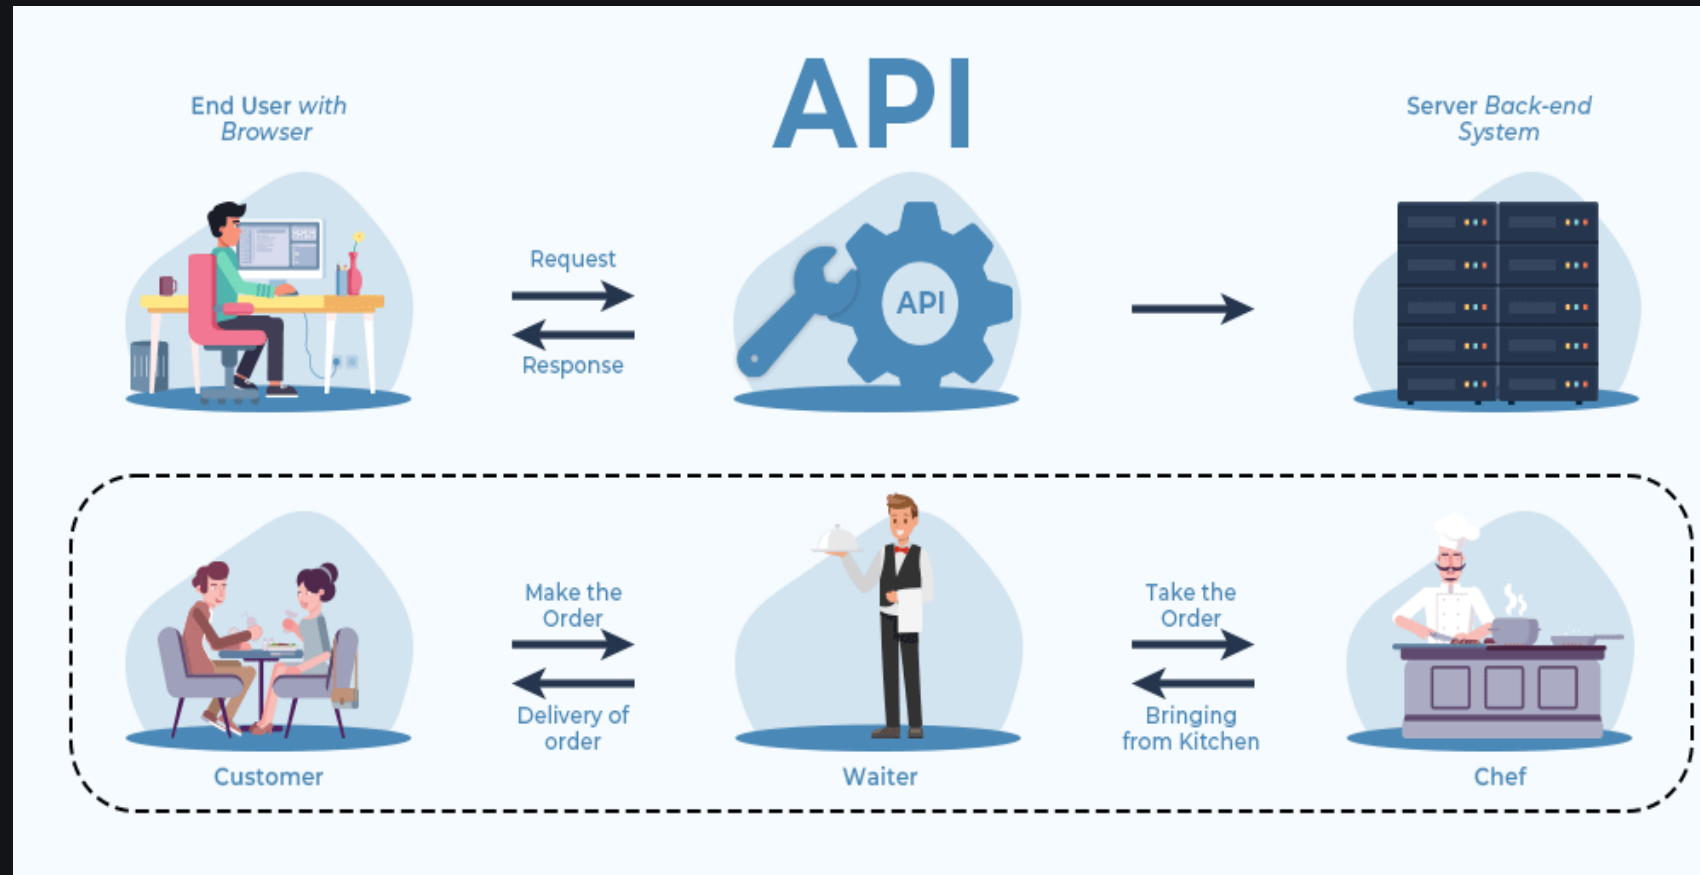 API
End User with
Browser
Server Back-end
System
Request
API
Response
Make the
Order
Take the
Order
Delivery of
order
Bringing
from Kitchen
Customer
Waiter
Chef